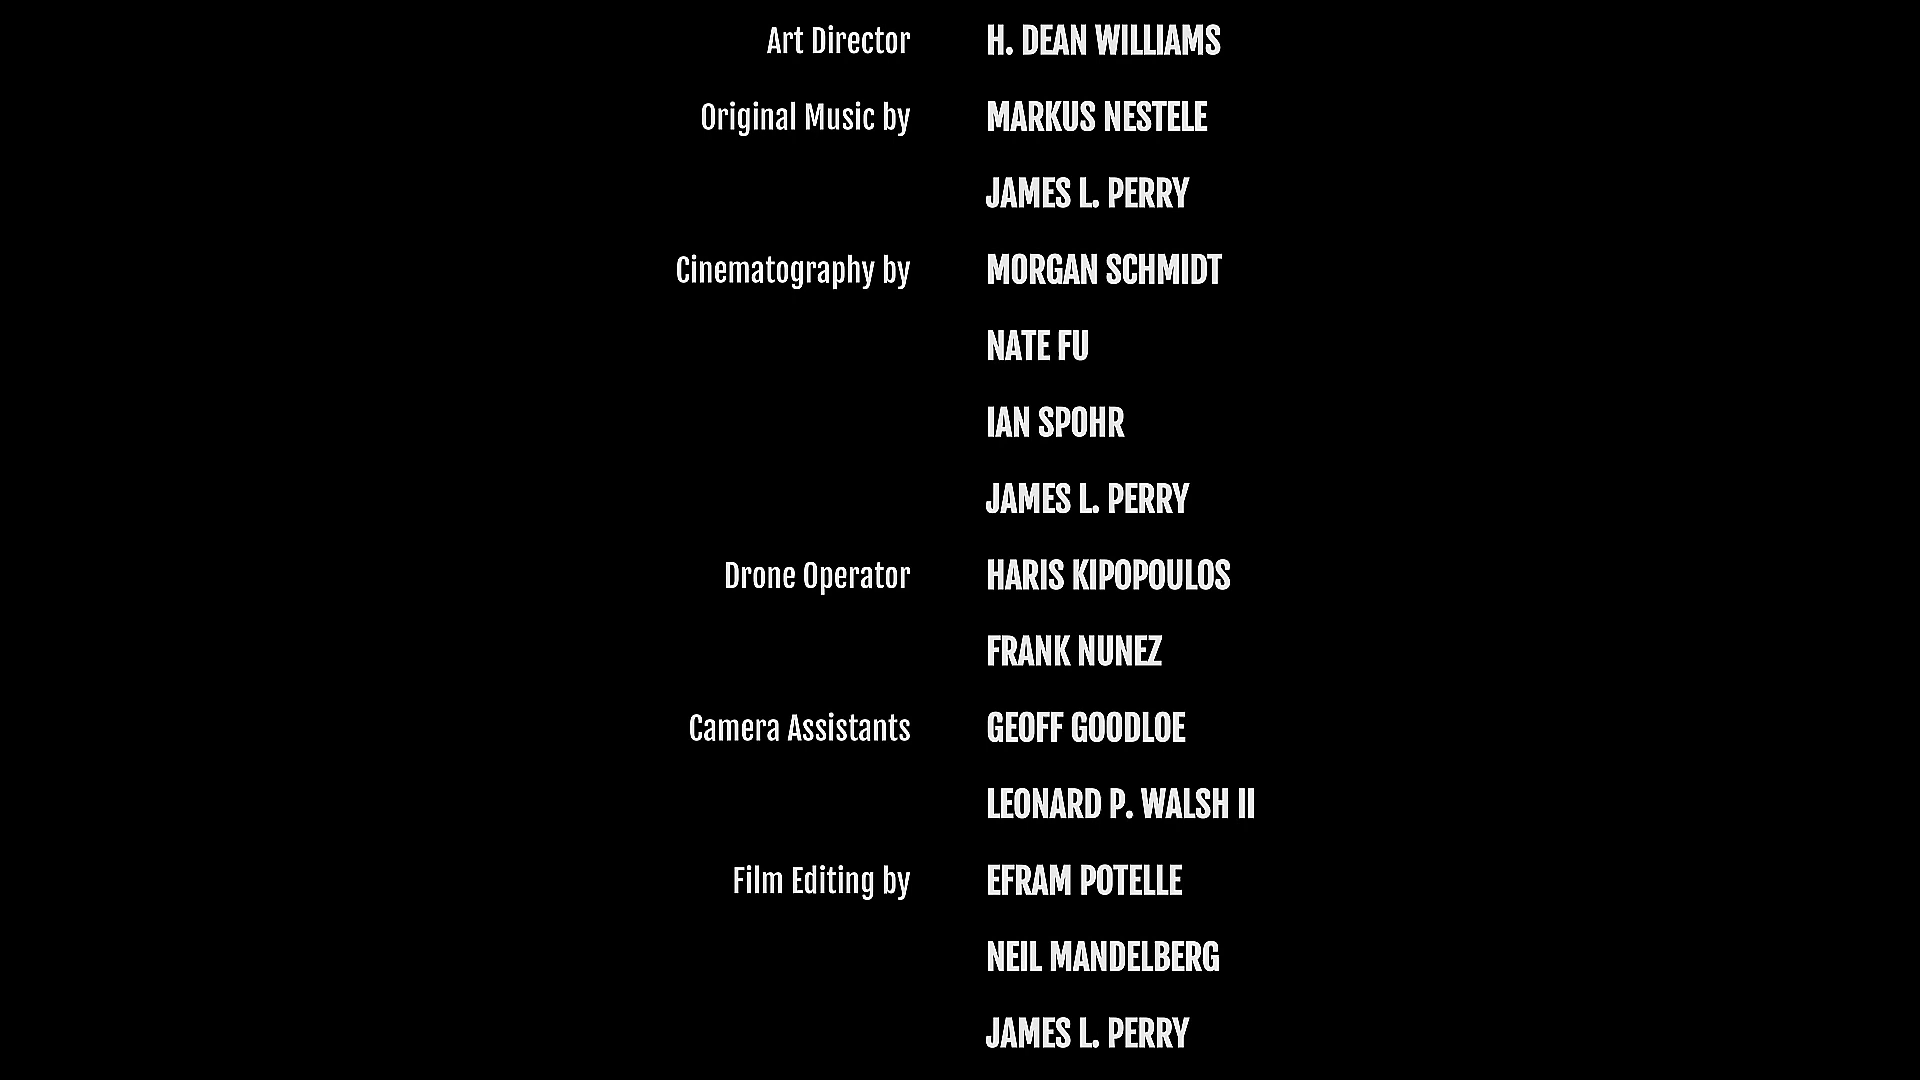 Art Director H. DEAN WILLIAMS
Original Music by MARKUS NESTELE
JAMES L. PERRY
Cinematography by MORGAN SCHMIDT
NATE FU
IAN SPOHR
JAMES L. PERRY
Drone Operator HARIS KIPOPOULOS
FRANK NUNEZ
Camera Assistants GEOFF GOODLOE
LEONARD P. WALSH II
Film Editing by EFRAM POTELLE
NEIL MANDELBERG
JAMES L. PERRY